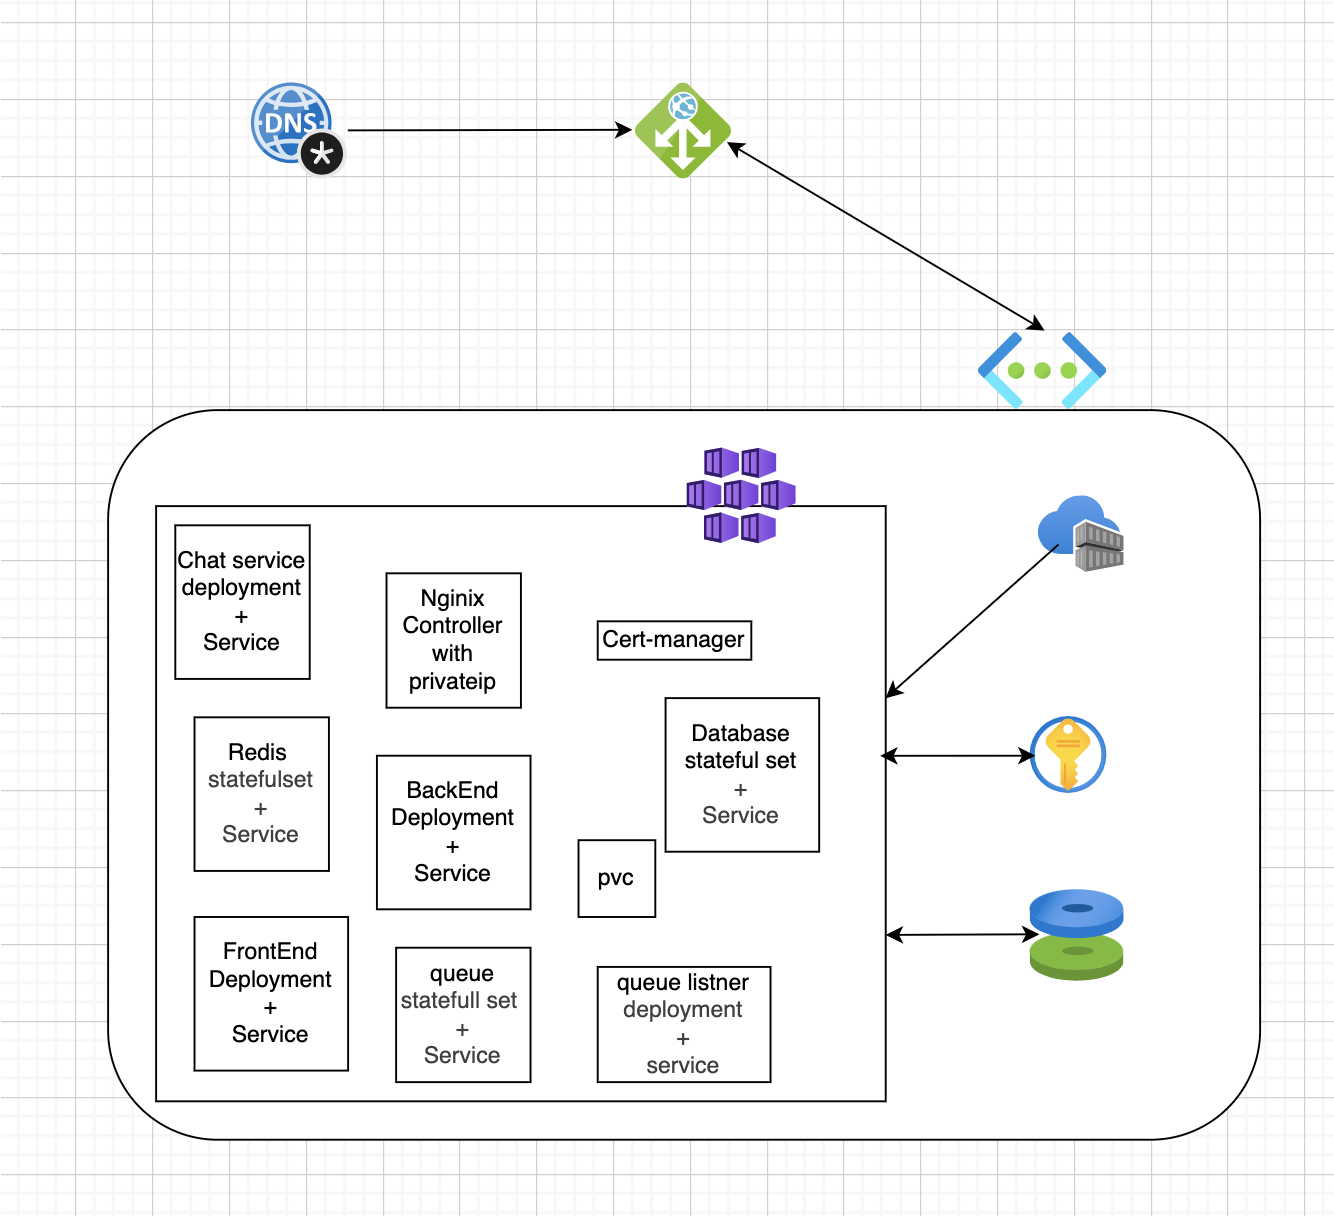 DNS
*
Chat service
deployment
+
Service
Nginix
Controller
with
privateip
Cert-manager
Redis
statefulset
+
Service
BackEnd
Deployment
+
Service
Database
stateful set
+
Service
pvc
FrontEnd
Deployment
+
Service
queue
statefull set
+
Service
queue listner
deployment
+
service